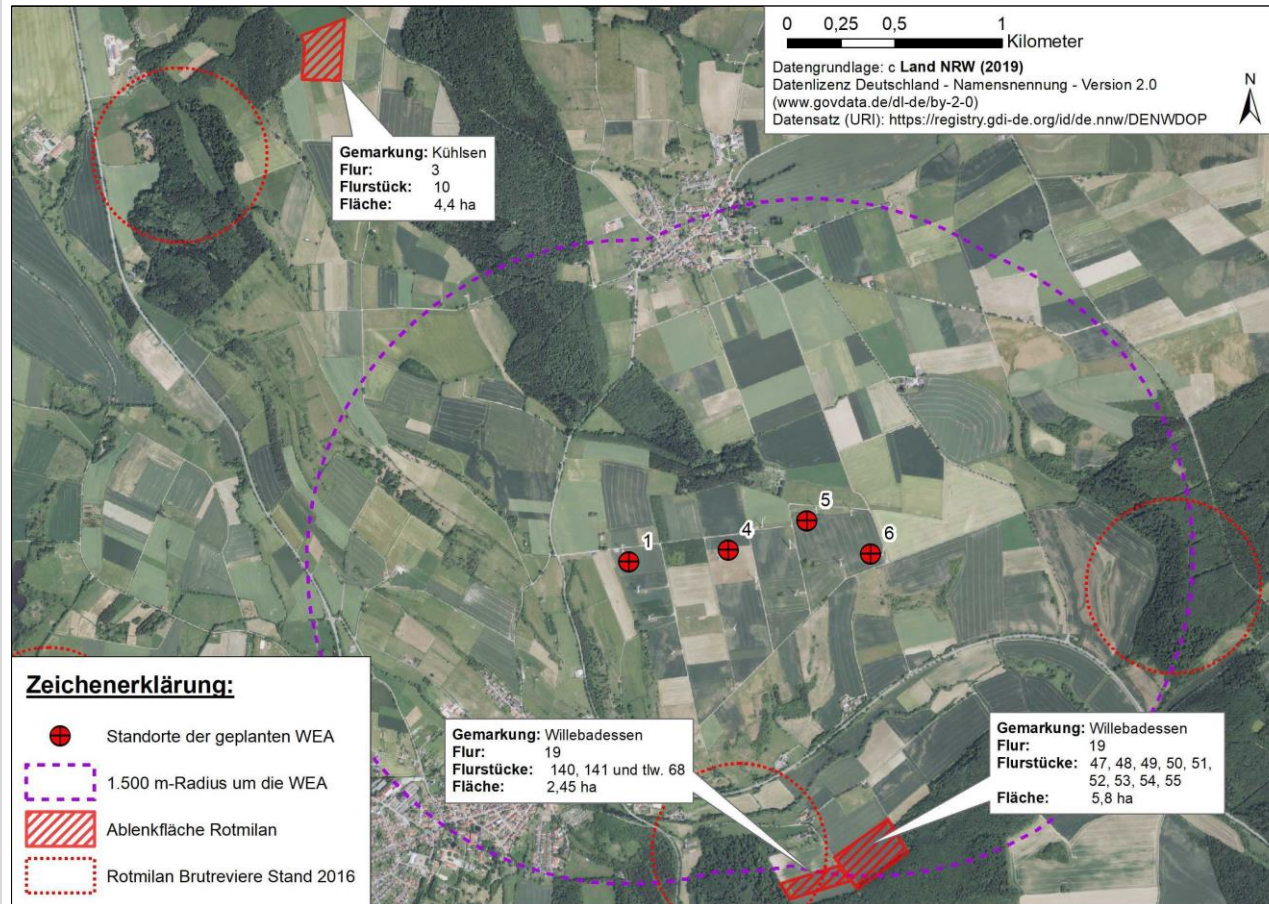 0 0,25 0,5 1
Kilometer
Datengrundlage: c Land NRW (2019)
Datenlizenz Deutschland - Namensnennung - Version 2.0
(www.govdata.de/dl-de/by-2-0)
Datensatz (URI): https://registry.gdi-de.org/id/de.nnw/DENWDOP
N
Gemarkung: Kühlsen
Flur: 3
Flurstück: 10
Fläche: 4,4 ha
1
4
5
6
Gemarkung: Willebadessen
Flur: 19
Flurstücke: 140, 141 und tlw. 68
Fläche: 2,45 ha
Gemarkung: Willebadessen
Flur: 19
Flurstücke: 47, 48, 49, 50, 51,
52, 53, 54, 55
Fläche: 5,8 ha
Zeichenerklärung:
Standorte der geplanten WEA
1.500 m-Radius um die WEA
Ablenkfläche Rotmilan
Rotmilan Brutreviere Stand 2016